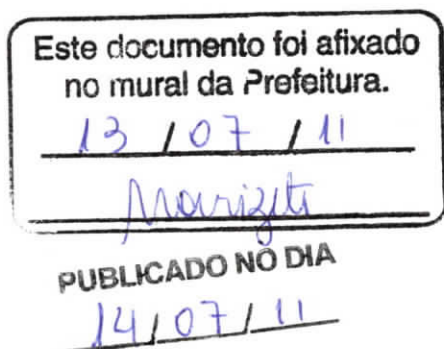 Este documento foi afixado
no mural da Prefeitura.
13 / 07 / 11
Marizete
PUBLICADO NO DIA
14 / 07 / 11